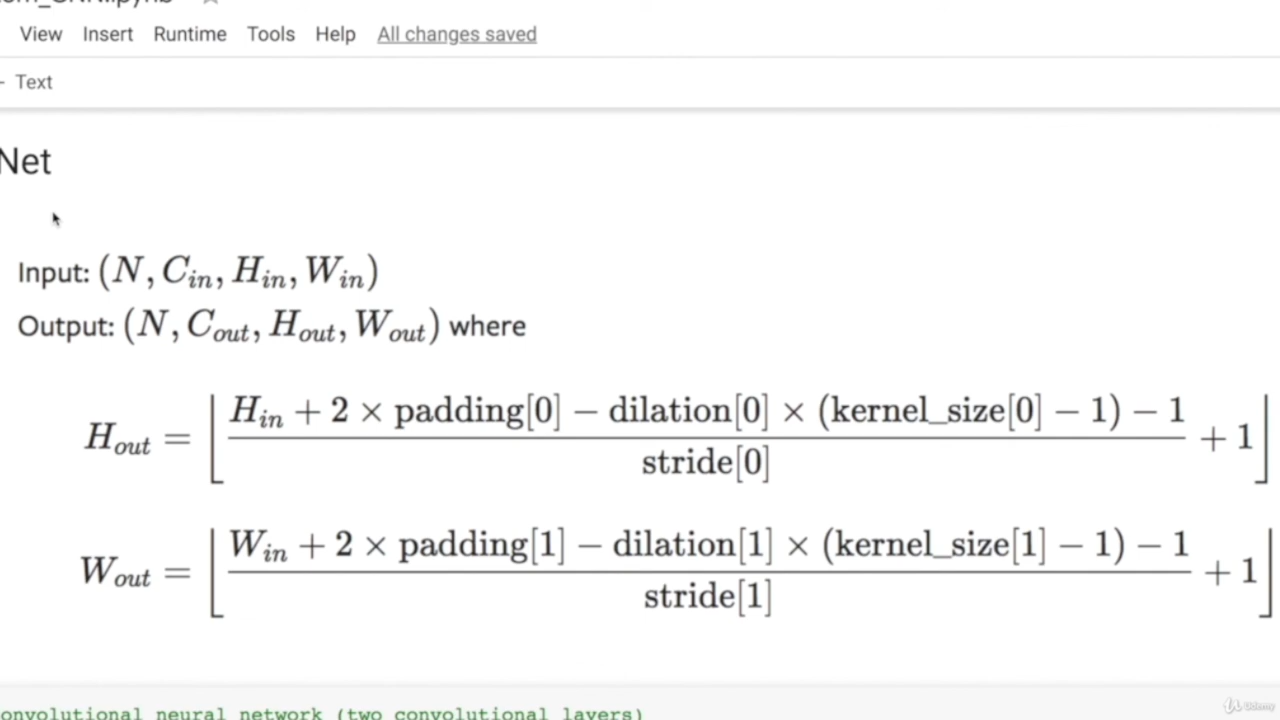 View Insert Runtime Tools Help All changes saved
Text
Net
Input: (N, C_in, H_in, W_in)
Output: (N, C_out, H_out, W_out) where
H_out = ⌊(H_in + 2 × padding[0] − dilation[0] × (kernel_size[0] − 1) − 1) / stride[0] + 1⌋
W_out = ⌊(W_in + 2 × padding[1] − dilation[1] × (kernel_size[1] − 1) − 1) / stride[1] + 1⌋
onvolutional neural network (two convolutional layers)
Udemy